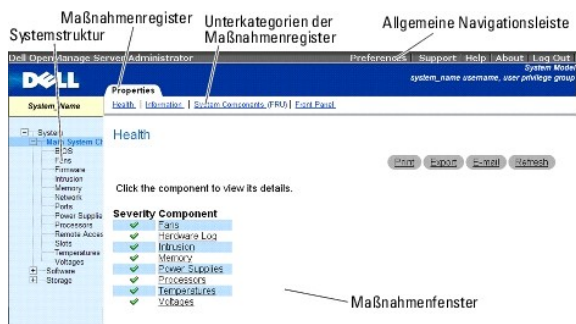 Maßnahmenregister
Unterkategorien der
Maßnahmenregister
Allgemeine Navigationsleiste
Systemstruktur
Dell OpenManage Server Administrator
Preferences | Support | Help | About | Log Out
DELL
System Model
system_name username, user privilege group
Properties
System_Name
Health | Information | System Components (FRU) | Front Panel
System
Main System Ch
BIOS
Fans
Firmware
Intrusion
Memory
Network
Ports
Power Supplie
Processors
Remote Acces
Slots
Temperatures
Voltages
Software
Storage
Health
Print Export E-mail Refresh
Click the component to view its details.
Severity Component
Fans
Hardware Log
Intrusion
Memory
Power Supplies
Processors
Temperatures
Voltages
Maßnahmenfenster